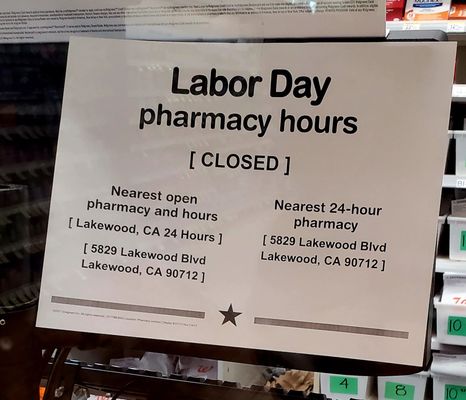 Labor Day
pharmacy hours
[ CLOSED ]
Nearest open
pharmacy and hours
[ Lakewood, CA 24 Hours ]
[ 5829 Lakewood Blvd
Lakewood, CA 90712 ]
Nearest 24-hour
pharmacy
[ 5829 Lakewood Blvd
Lakewood, CA 90712 ]
10
4
8
10